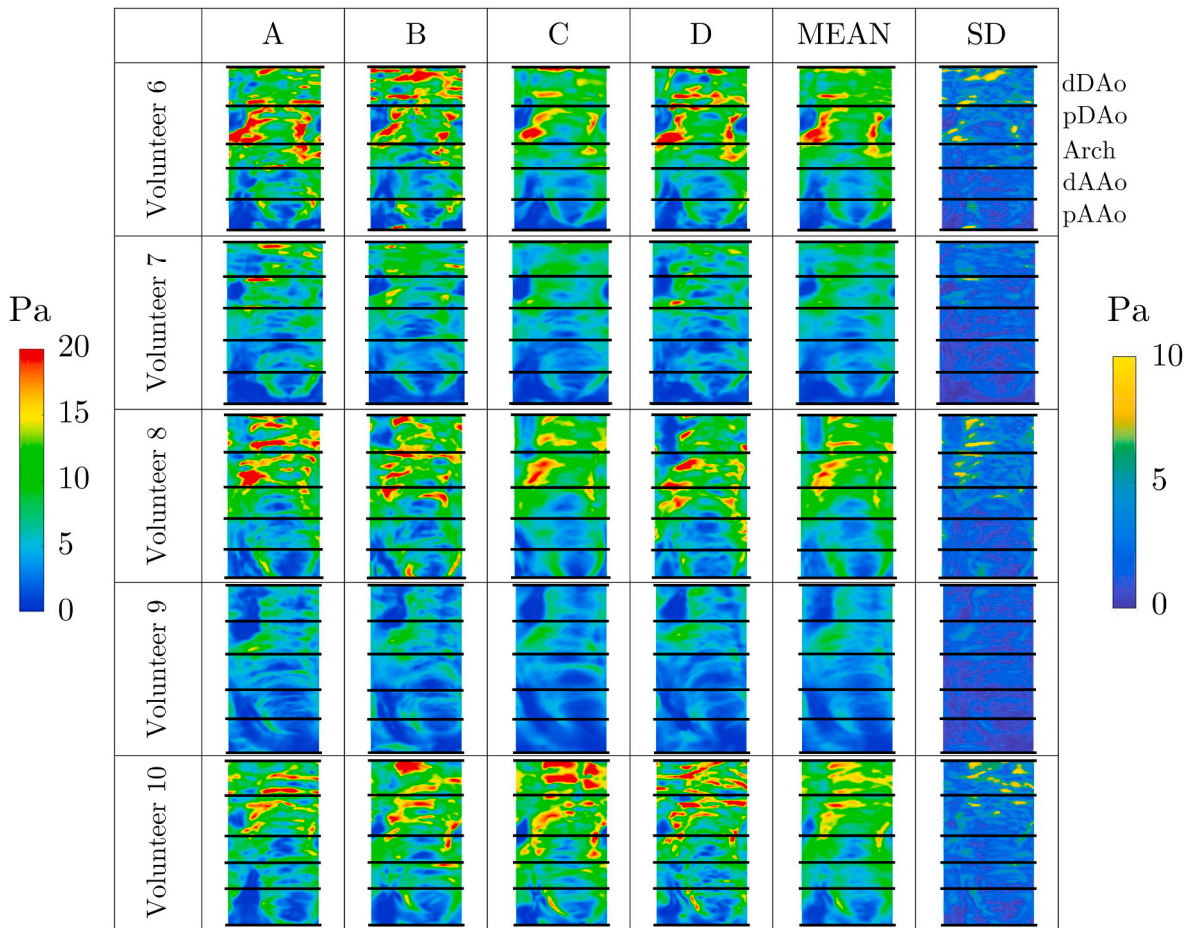 A B C D MEAN SD
Volunteer 6
dDAo
pDAo
Arch
dAAo
pAAo
Volunteer 7
Pa
20
15
10
5
0
Pa
10
5
0
Volunteer 8
Volunteer 9
Volunteer 10